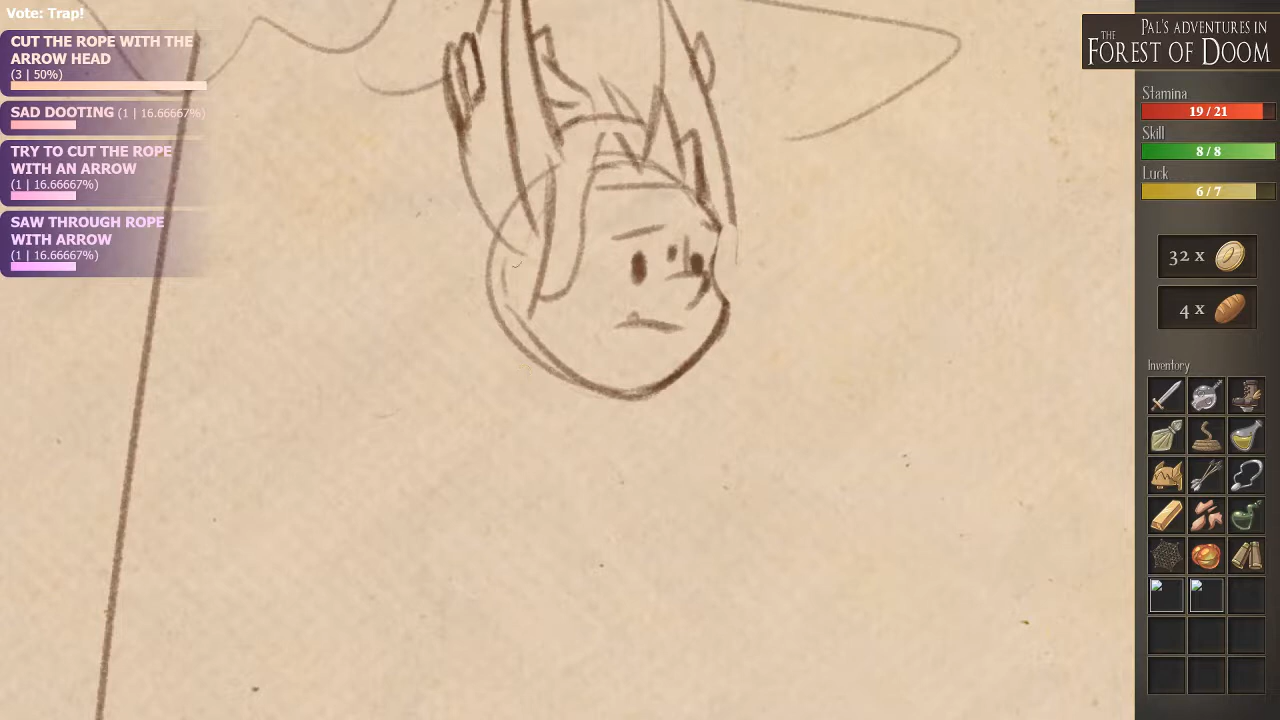 Vote: Trap!
CUT THE ROPE WITH THE
ARROW HEAD
(3 | 50%)
SAD DOOTING (1 | 16.66667%)
TRY TO CUT THE ROPE
WITH AN ARROW
(1 | 16.66667%)
SAW THROUGH ROPE
WITH ARROW
(1 | 16.66667%)
PAL'S ADVENTURES IN
THE FOREST OF DOOM
Stamina
19 / 21
Skill
8 / 8
Luck
6 / 7
32 x
4 x
Inventory